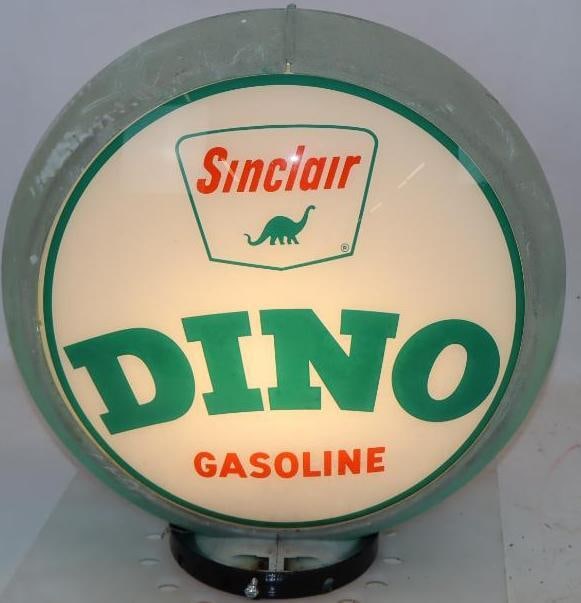 Sinclair
®
DINO
GASOLINE